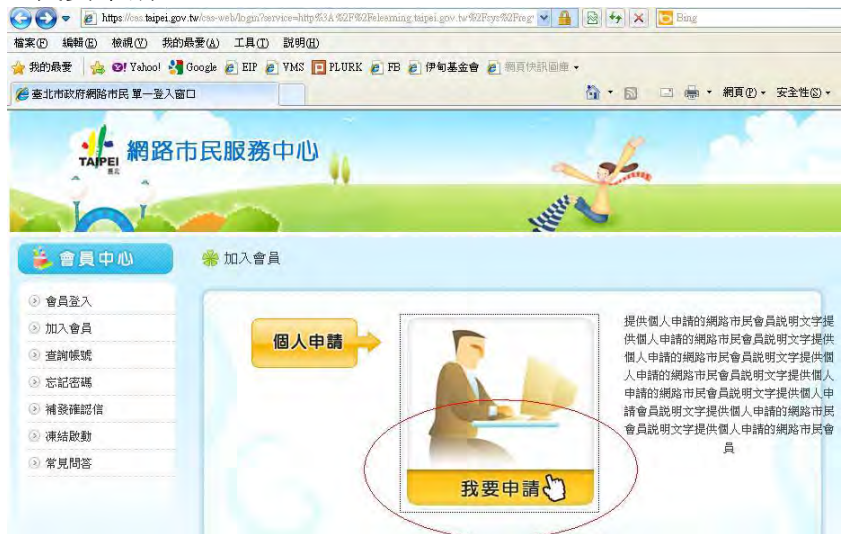 https://css.taipei.gov.tw/css-web/login?service=http%3A%2F%2Felearning.taipei.gov.tw%2Fcyc%2Freg
Bing
檔案(F) 編輯(E) 檢視(V) 我的最愛(A) 工具(T) 說明(H)
我的最愛 Yahoo! Google EIP VMS PLURK FB 伊甸基金會 網頁快訊圖庫
臺北市政府網路市民 單一登入窗口 網頁(P) 安全性(S)
TAIPEI 臺北 網路市民服務中心
會員中心
加入會員
會員登入
加入會員
查詢帳號
忘記密碼
補發確認信
凍結啟動
常見問答
個人申請
我要申請
提供個人申請的網路市民會員說明文字提
供個人申請的網路市民會員說明文字提供
個人申請的網路市民會員說明文字提供個
人申請的網路市民會員說明文字提供個人
申請的網路市民會員說明文字提供個人申
請會員說明文字提供個人申請的網路市民
會員說明文字提供個人申請的網路市民會
員